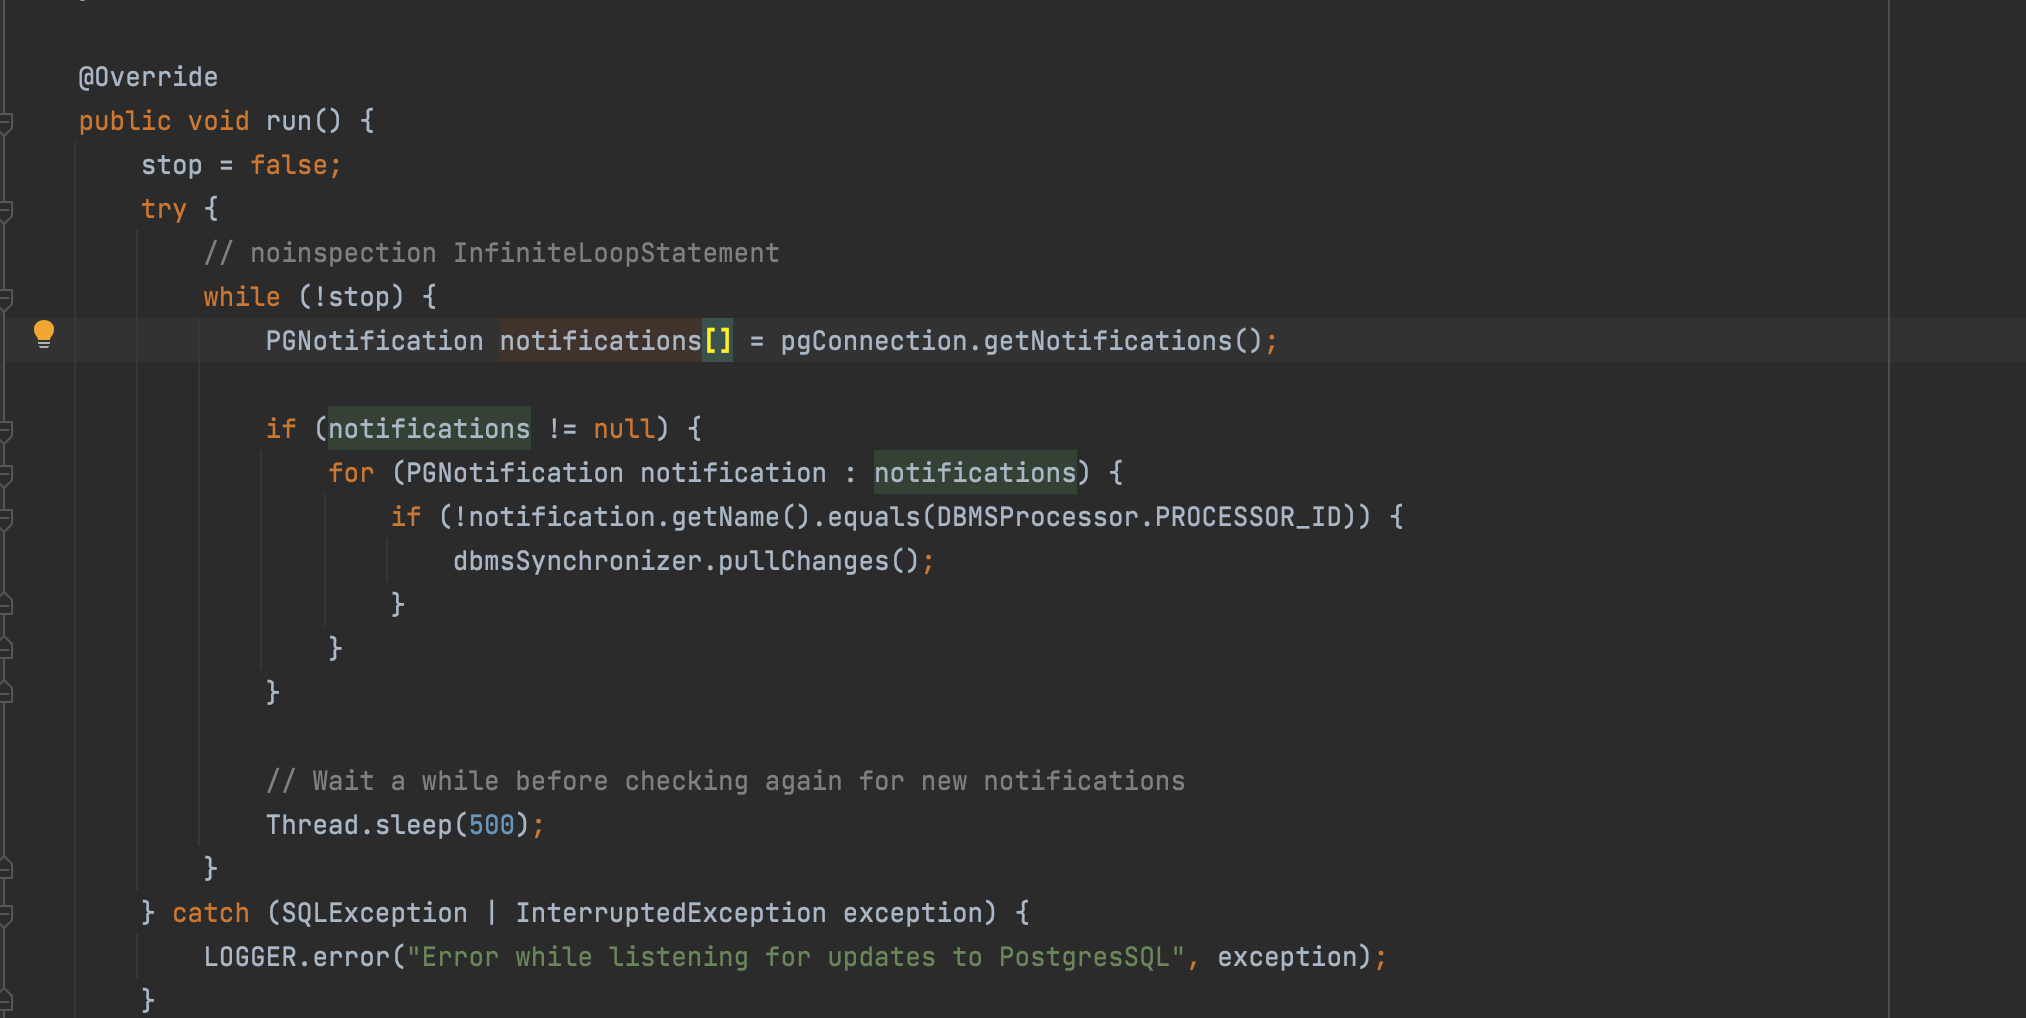 @Override
public void run() {
stop = false;
try {
// noinspection InfiniteLoopStatement
while (!stop) {
PGNotification notifications[] = pgConnection.getNotifications();
if (notifications != null) {
for (PGNotification notification : notifications) {
if (!notification.getName().equals(DBMSProcessor.PROCESSOR_ID)) {
dbmsSynchronizer.pullChanges();
}
}
}
// Wait a while before checking again for new notifications
Thread.sleep(500);
}
} catch (SQLException | InterruptedException exception) {
LOGGER.error("Error while listening for updates to PostgresSQL", exception);
}